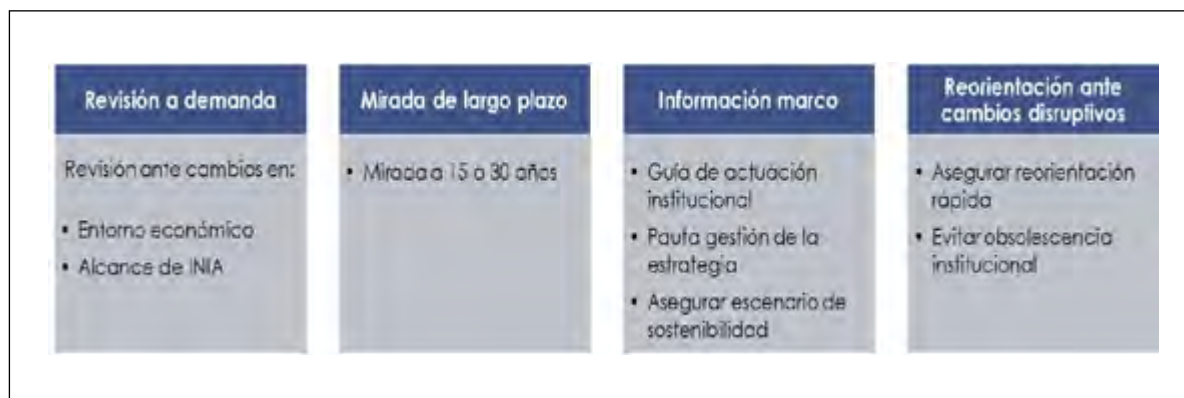 Revisión a demanda
Revisión ante cambios en:
• Entorno económico
• Alcance de INIA
Mirada de largo plazo
• Mirada a 15 o 30 años
Información marco
• Guía de actuación
institucional
• Pauta gestión de la
estrategia
• Asegurar escenario de
sostenibilidad
Reorientación ante
cambios disruptivos
• Asegurar reorientación
rápida
• Evitar obsolescencia
institucional